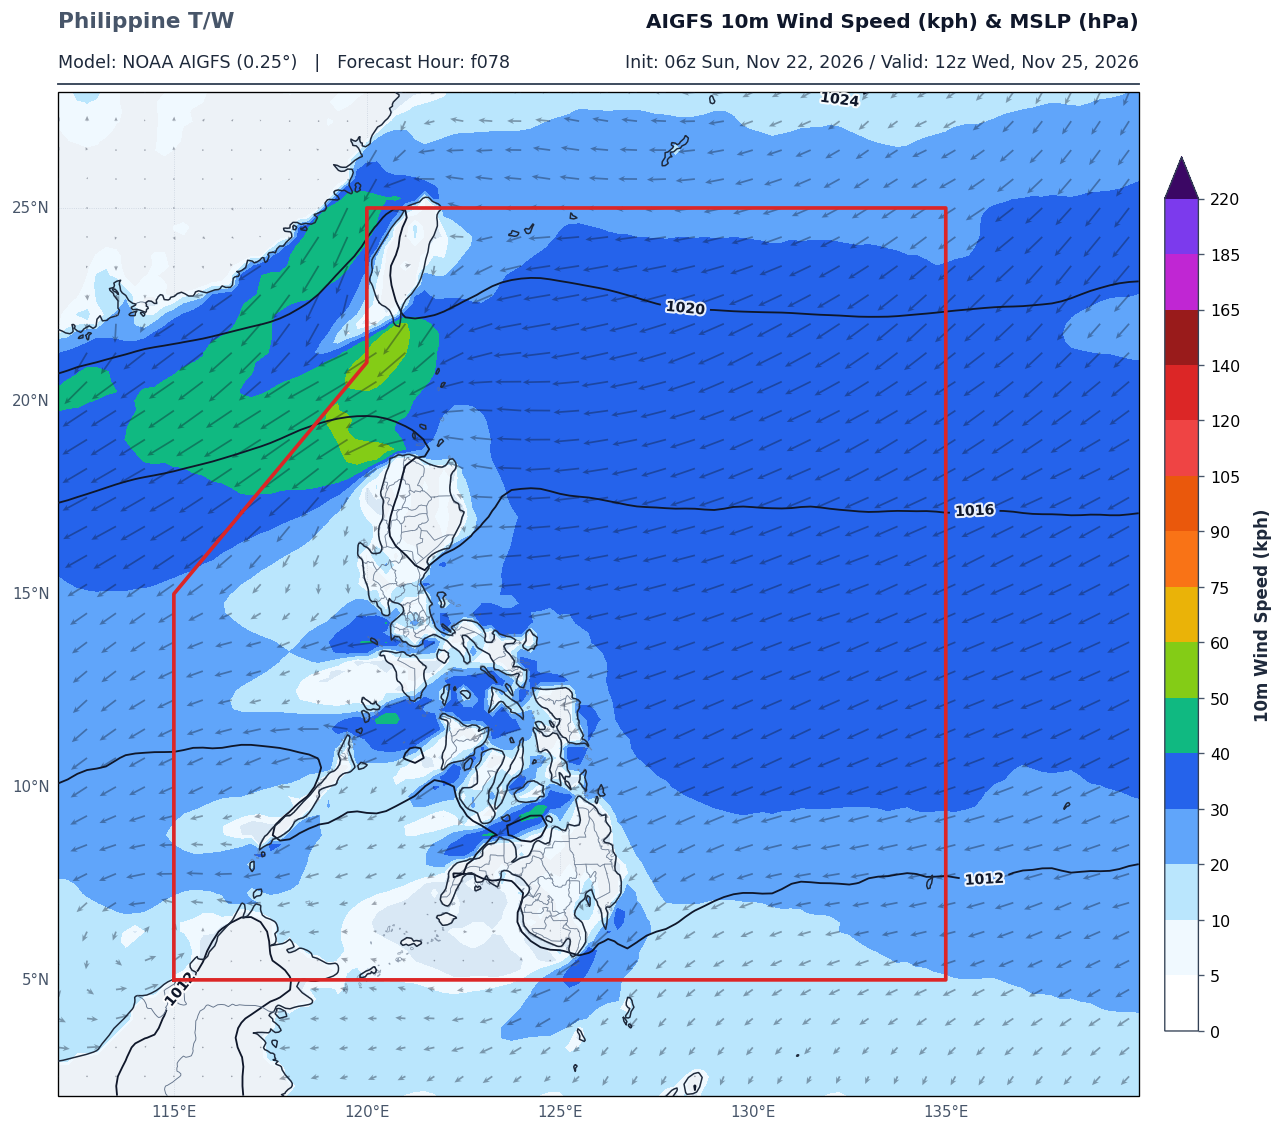 Philippine T/W
AIGFS 10m Wind Speed (kph) & MSLP (hPa)
Model: NOAA AIGFS (0.25°)   |   Forecast Hour: f078
Init: 06z Sun, Nov 22, 2026 / Valid: 12z Wed, Nov 25, 2026
1024
25°N
1020
20°N
1016
15°N
10°N
1012
5°N
1012
115°E
120°E
125°E
130°E
135°E
220
185
165
140
120
105
90
75
60
50
40
30
20
10
5
0
10m Wind Speed (kph)